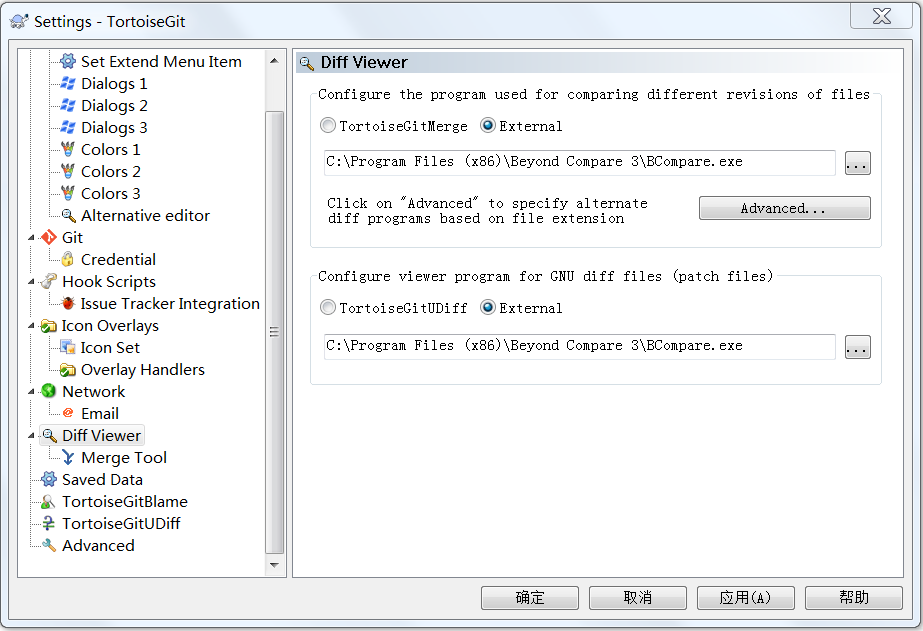 Settings - TortoiseGit
Set Extend Menu Item
Dialogs 1
Dialogs 2
Dialogs 3
Colors 1
Colors 2
Colors 3
Alternative editor
Git
Credential
Hook Scripts
Issue Tracker Integration
Icon Overlays
Icon Set
Overlay Handlers
Network
Email
Diff Viewer
Merge Tool
Saved Data
TortoiseGitBlame
TortoiseGitUDiff
Advanced
Diff Viewer
Configure the program used for comparing different revisions of files
TortoiseGitMerge External
C:\Program Files (x86)\Beyond Compare 3\BCompare.exe ...
Click on "Advanced" to specify alternate
diff programs based on file extension
Advanced...
Configure viewer program for GNU diff files (patch files)
TortoiseGitUDiff External
C:\Program Files (x86)\Beyond Compare 3\BCompare.exe ...
确定 取消 应用(A) 帮助